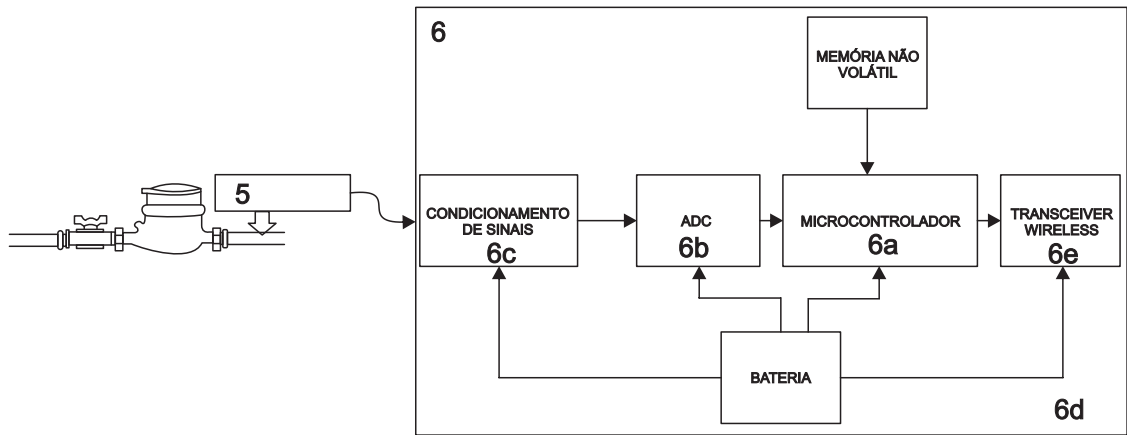 6
MEMÓRIA NÃO
VOLÁTIL
5
CONDICIONAMENTO
DE SINAIS
6c
ADC
6b
MICROCONTROLADOR
6a
TRANSCEIVER
WIRELESS
6e
BATERIA
6d